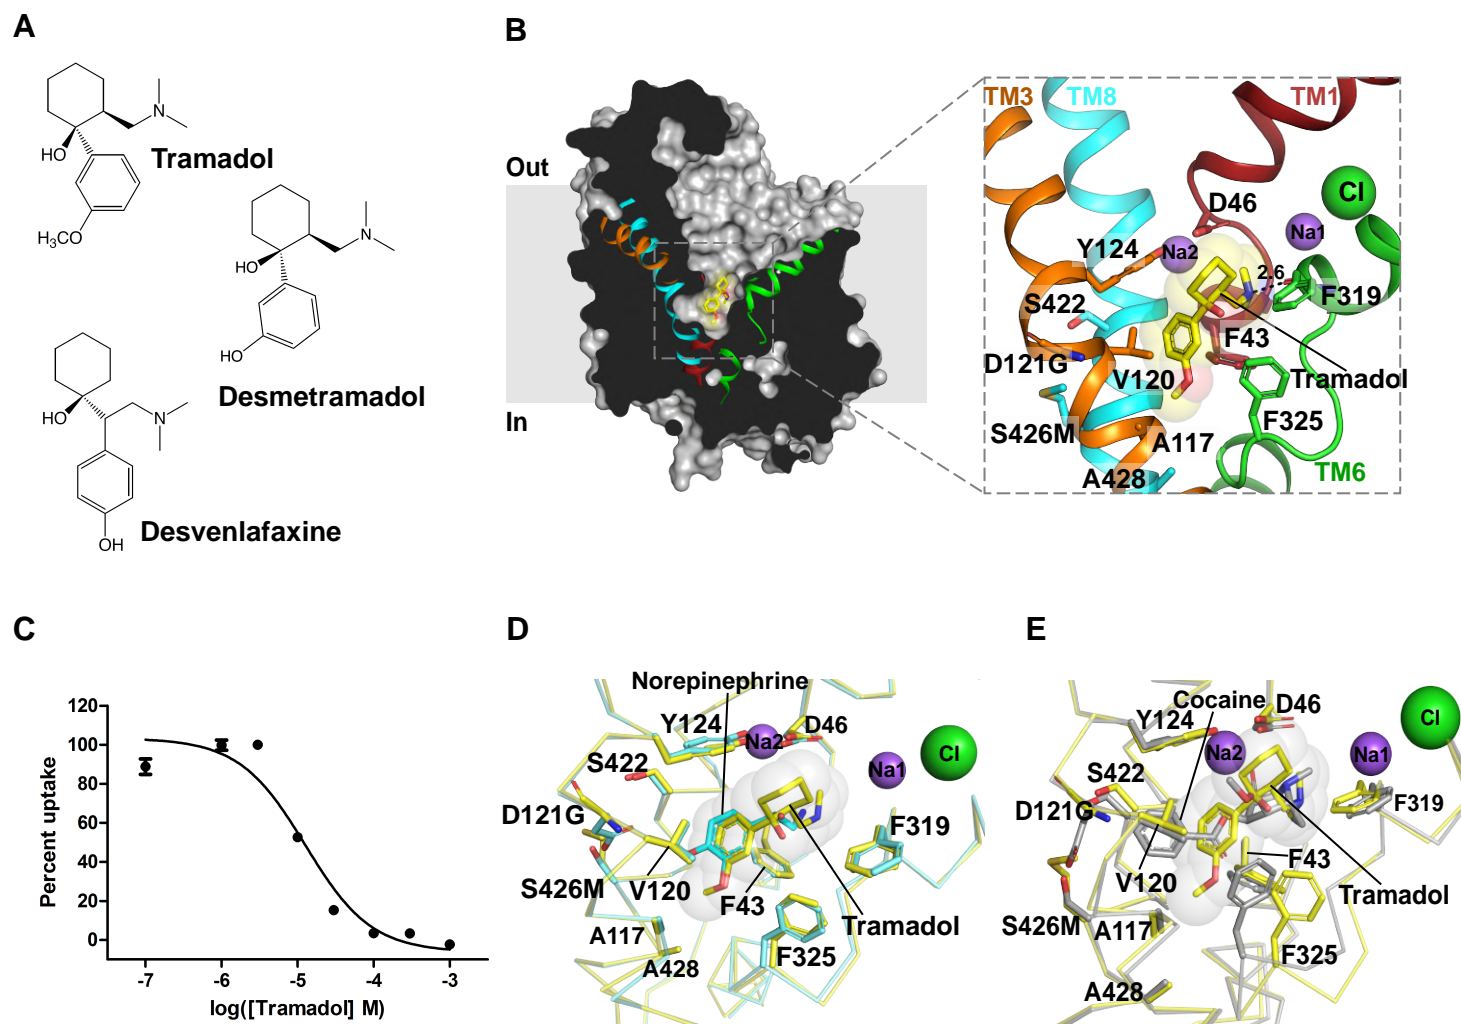 A
HO
N
Tramadol
H₃CO
HO
N
HO
Desmetramadol
HO
N
Desvenlafaxine
OH
B
Out
In
TM3
TM8
TM1
Cl
D46
Na1
Y124
Na2
2.6
F319
S422
F43
D121G
V120
Tramadol
S426M
A117
F325
A428
TM6
C
Percent uptake
120
100
80
60
40
20
0
-7
-6
-5
-4
-3
log([Tramadol] M)
D
Norepinephrine
Y124
D46
Na2
Cl
Na1
S422
D121G
F319
S426M
V120
F43
Tramadol
A117
F325
A428
E
Cocaine
D46
Y124
Cl
Na2
Na1
S422
D121G
F319
F43
V120
Tramadol
S426M
A117
F325
A428